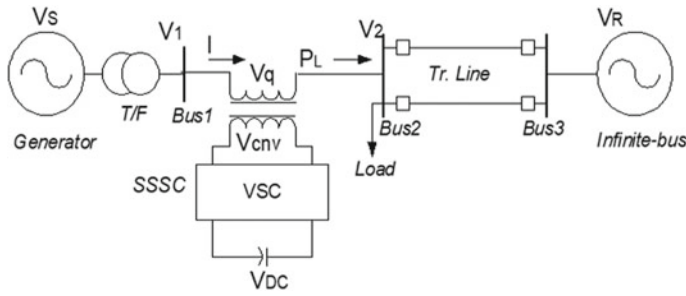 VS
V1
I
PL
V2
VR
Vq
Tr. Line
T/F
Bus1
Vcnv
Bus2
Bus3
Generator
Infinite-bus
Load
SSSC
VSC
VDC